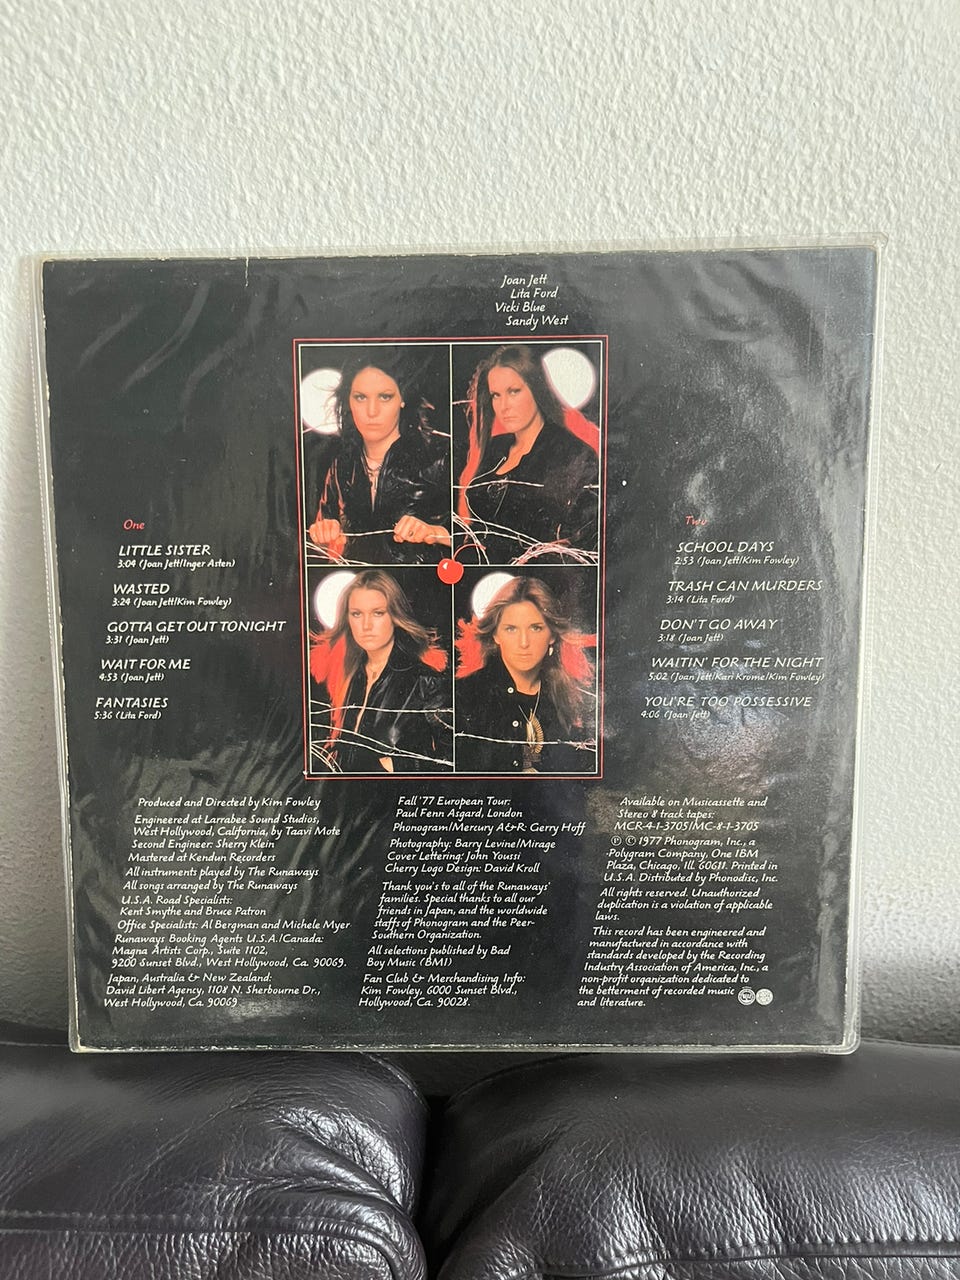 Joan Jett
Lita Ford
Vicki Blue
Sandy West
One
LITTLE SISTER
3:04 (Joan Jett/Inger Asten)
WASTED
3:24 (Joan Jett/Kim Fowley)
GOTTA GET OUT TONIGHT
3:31 (Joan Jett)
WAIT FOR ME
4:53 (Joan Jett)
FANTASIES
5:36 (Lita Ford)
Two
SCHOOL DAYS
2:53 (Joan Jett/Kim Fowley)
TRASH CAN MURDERS
3:14 (Lita Ford)
DON'T GO AWAY
3:18 (Joan Jett)
WAITIN' FOR THE NIGHT
5:02 (Joan Jett/Kari Krome/Kim Fowley)
YOU'RE TOO POSSESSIVE
4:06 (Joan Jett)
Produced and Directed by Kim Fowley
Engineered at Larrabee Sound Studios,
West Hollywood, California, by Taavi Mote
Second Engineer: Sherry Klein
Mastered at Kendun Recorders
All instruments played by The Runaways
All songs arranged by The Runaways
U.S.A. Road Specialists:
Kent Smythe and Bruce Patron
Office Specialists: Al Bergman and Michele Myer
Runaways Booking Agents U.S.A./Canada:
Magna Artists Corp., Suite 1102,
9200 Sunset Blvd., West Hollywood, Ca. 90069.
Japan, Australia & New Zealand:
David Libert Agency, 1108 N. Sherbourne Dr.,
West Hollywood, Ca. 90069
Fall '77 European Tour:
Paul Fenn Asgard, London
Phonogram/Mercury A&R: Gerry Hoff
Photography: Barry Levine/Mirage
Cover Lettering: John Youssi
Cherry Logo Design: David Kroll
Thank you's to all of the Runaways'
families. Special thanks to all our
friends in Japan, and the worldwide
staffs of Phonogram and the Peer-
Southern Organization.
All selections published by Bad
Boy Music (BMI)
Fan Club & Merchandising Info:
Kim Fowley, 6000 Sunset Blvd.,
Hollywood, Ca. 90028.
Available on Musicassette and
Stereo 8 track tapes:
MCR-4-1-3705/MC-8-1-3705
℗ © 1977 Phonogram, Inc., a
Polygram Company, One IBM
Plaza, Chicago, Ill. 60611. Printed in
U.S.A. Distributed by Phonodisc, Inc.
All rights reserved. Unauthorized
duplication is a violation of applicable
laws.
This record has been engineered and
manufactured in accordance with
standards developed by the Recording
Industry Association of America, Inc., a
non-profit organization dedicated to
the betterment of recorded music
and literature.